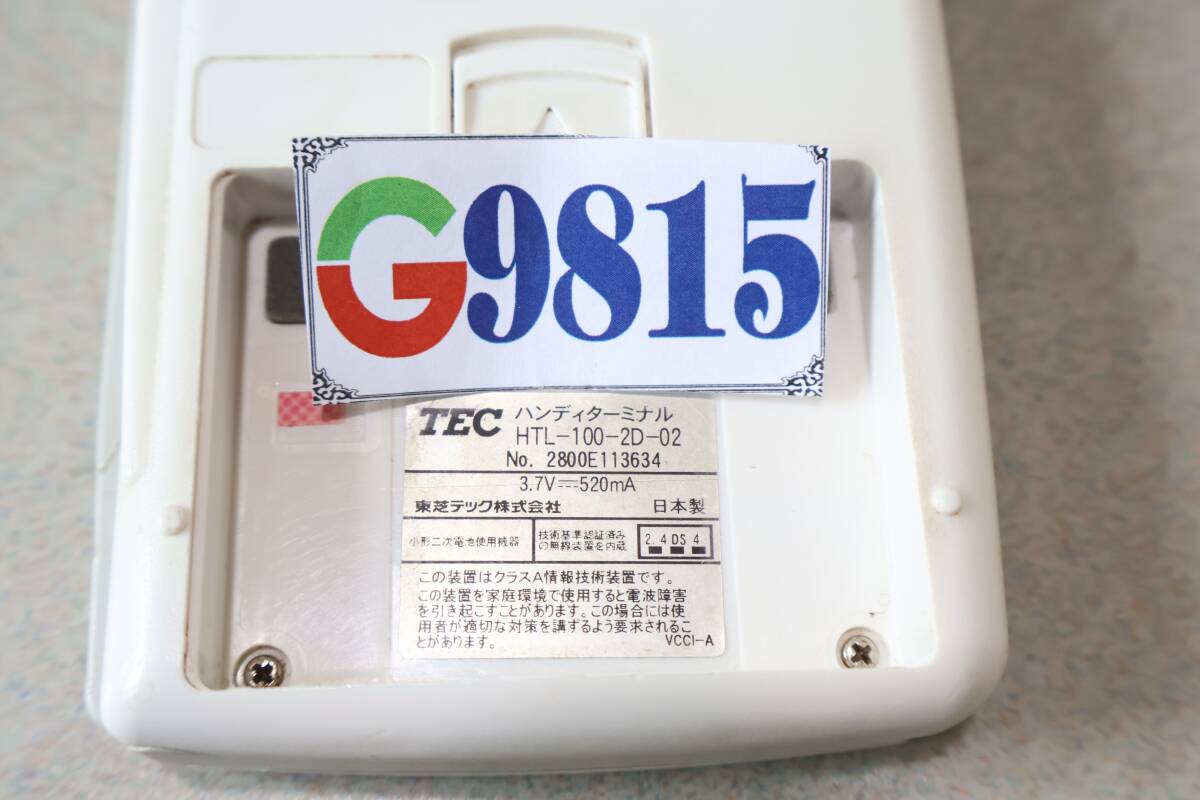 G9815
TEC ハンディターミナル
HTL-100-2D-02
No. 2800E113634
3.7V⎓520mA
東芝テック株式会社 日本製
小形二次電池使用機器
技術基準認証済み
の無線装置を内蔵
2.4DS4
この装置はクラスA情報技術装置です。
この装置を家庭環境で使用すると電波障害
を引き起こすことがあります。この場合には使
用者が適切な対策を講ずるよう要求されるこ
とがあります。 VCCI-A